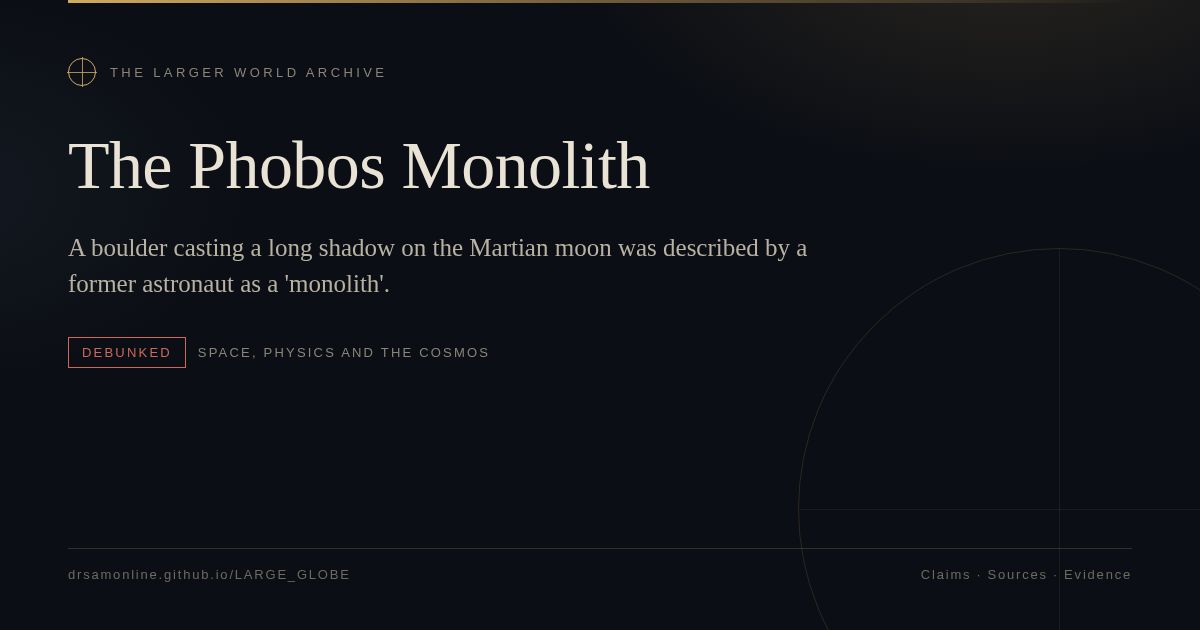 THE LARGER WORLD ARCHIVE
The Phobos Monolith
A boulder casting a long shadow on the Martian moon was described by a
former astronaut as a 'monolith'.
DEBUNKED SPACE, PHYSICS AND THE COSMOS
drsamonline.github.io/LARGE_GLOBE Claims · Sources · Evidence